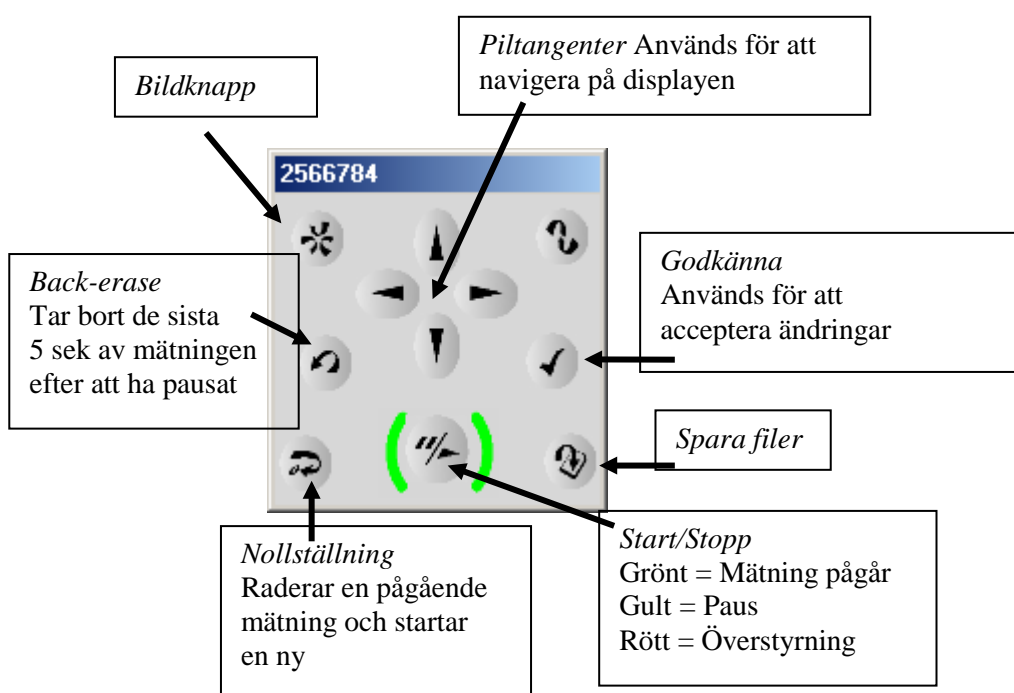 Piltangenter Används för att
navigera på displayen
Bildknapp
2566784
Back-erase
Tar bort de sista
5 sek av mätningen
efter att ha pausat
Godkänna
Används för att
acceptera ändringar
Spara filer
Nollställning
Raderar en pågående
mätning och startar
en ny
Start/Stopp
Grönt = Mätning pågår
Gult = Paus
Rött = Överstyrning